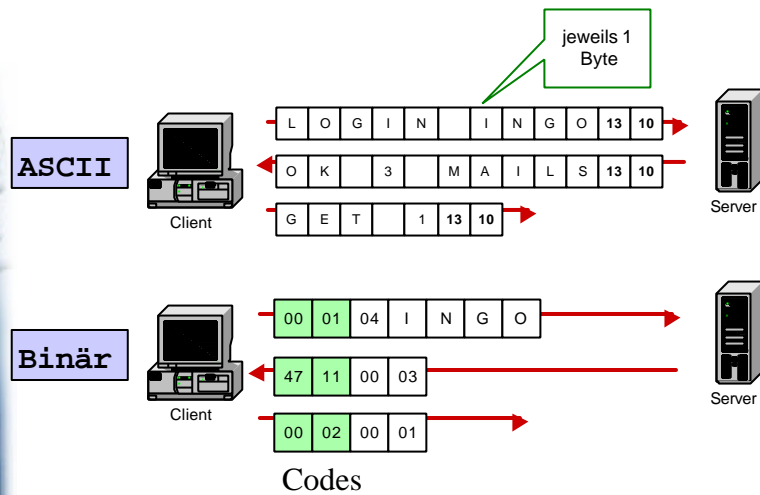 jeweils 1
Byte
L O G I N I N G O 13 10
ASCII
O K 3 M A I L S 13 10
Client
Server
G E T 1 13 10
00 01 04 I N G O
Binär
47 11 00 03
Client
Server
00 02 00 01
Codes